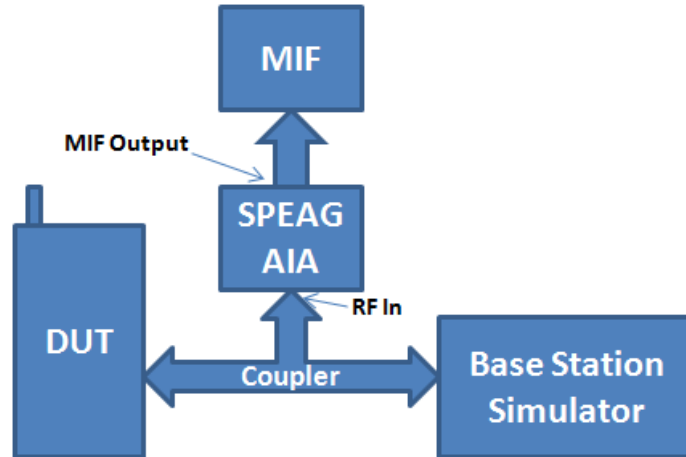 MIF
MIF Output
SPEAG
AIA
RF In
DUT
Coupler
Base Station
Simulator